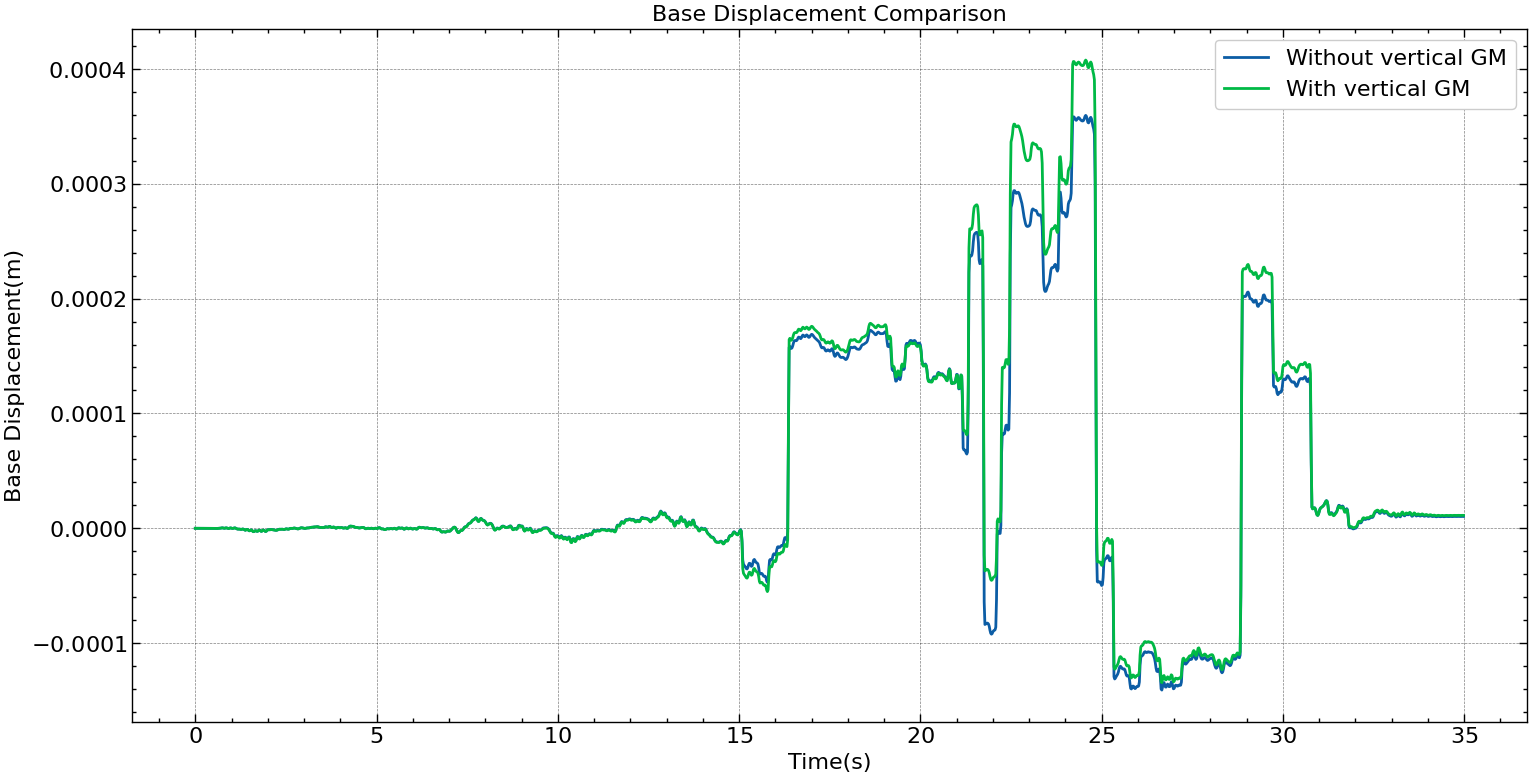 Base Displacement Comparison
Without vertical GM
With vertical GM
Base Displacement(m)
0.0004
0.0003
0.0002
0.0001
0.0000
−0.0001
0 5 10 15 20 25 30 35
Time(s)